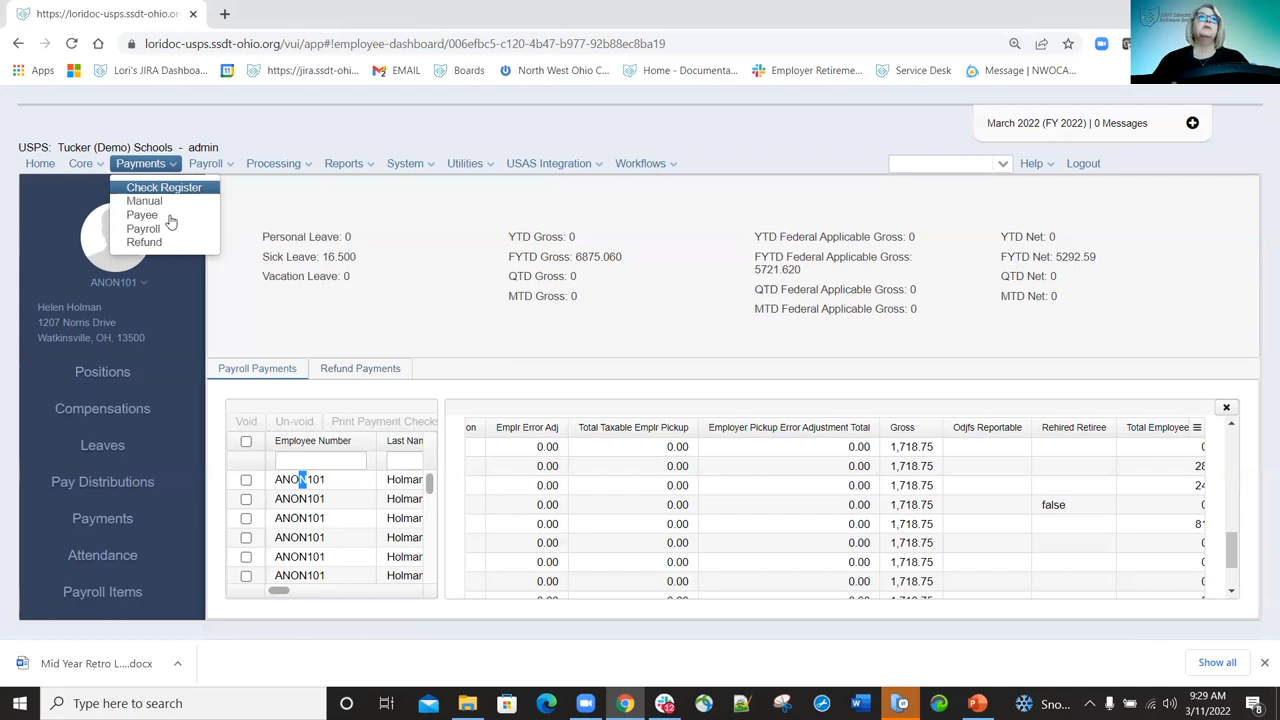 https://loridoc-usps.ssdt-ohio.org/
loridoc-usps.ssdt-ohio.org/vui/app#!employee-dashboard/006efbc5-c120-4b47-b977-92b88ec8ba19
Apps Lori's JIRA Dashboa... https://jira.ssdt-ohi... EMAIL Boards North West Ohio C... Home - Documenta... Employer Retireme... Service Desk Message | NWOCA...
March 2022 (FY 2022) | 0 Messages
USPS: Tucker (Demo) Schools - admin
Home Core Payments Payroll Processing Reports System Utilities USAS Integration Workflows Help Logout
Check Register
Manual
Payee
Payroll
Refund
ANON101
Helen Holman
1207 Norris Drive
Watkinsville, OH, 13500
Positions
Compensations
Leaves
Pay Distributions
Payments
Attendance
Payroll Items
Personal Leave: 0
Sick Leave: 16.500
Vacation Leave: 0
YTD Gross: 0
FYTD Gross: 6875.060
QTD Gross: 0
MTD Gross: 0
YTD Federal Applicable Gross: 0
FYTD Federal Applicable Gross:
5721.620
QTD Federal Applicable Gross: 0
MTD Federal Applicable Gross: 0
YTD Net: 0
FYTD Net: 5292.59
QTD Net: 0
MTD Net: 0
Payroll Payments Refund Payments
Void Un-void Print Payment Checks
Employee Number Last Nam
ANON101 Holman
ANON101 Holman
ANON101 Holman
ANON101 Holman
ANON101 Holman
ANON101 Holman
on Emplr Error Adj Total Taxable Emplr Pickup Employer Pickup Error Adjustment Total Gross Odjfs Reportable Rehired Retiree Total Employee
0.00 0.00 0.00 1,718.75 0
0.00 0.00 0.00 1,718.75 28
0.00 0.00 0.00 1,718.75 24
0.00 0.00 0.00 1,718.75 false 0
0.00 0.00 0.00 1,718.75 81
0.00 0.00 0.00 1,718.75 0
0.00 0.00 0.00 1,718.75 0
0.00 0.00 0.00 1,718.75 0
Mid Year Retro L....docx
Show all
Type here to search
12
Sno...
9:29 AM
3/11/2022
8